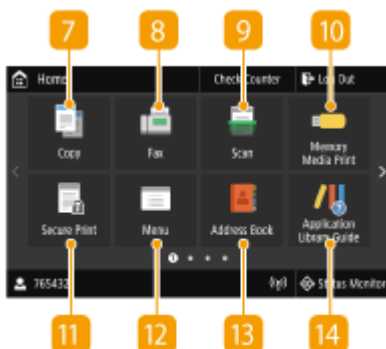 7 8 9 10
Home Check Counter Log Out
Copy Fax Scan Memory
Media Print
Secure Print Menu Address Book Application
Library Guide
765432 Status Monitor
11 12 13 14